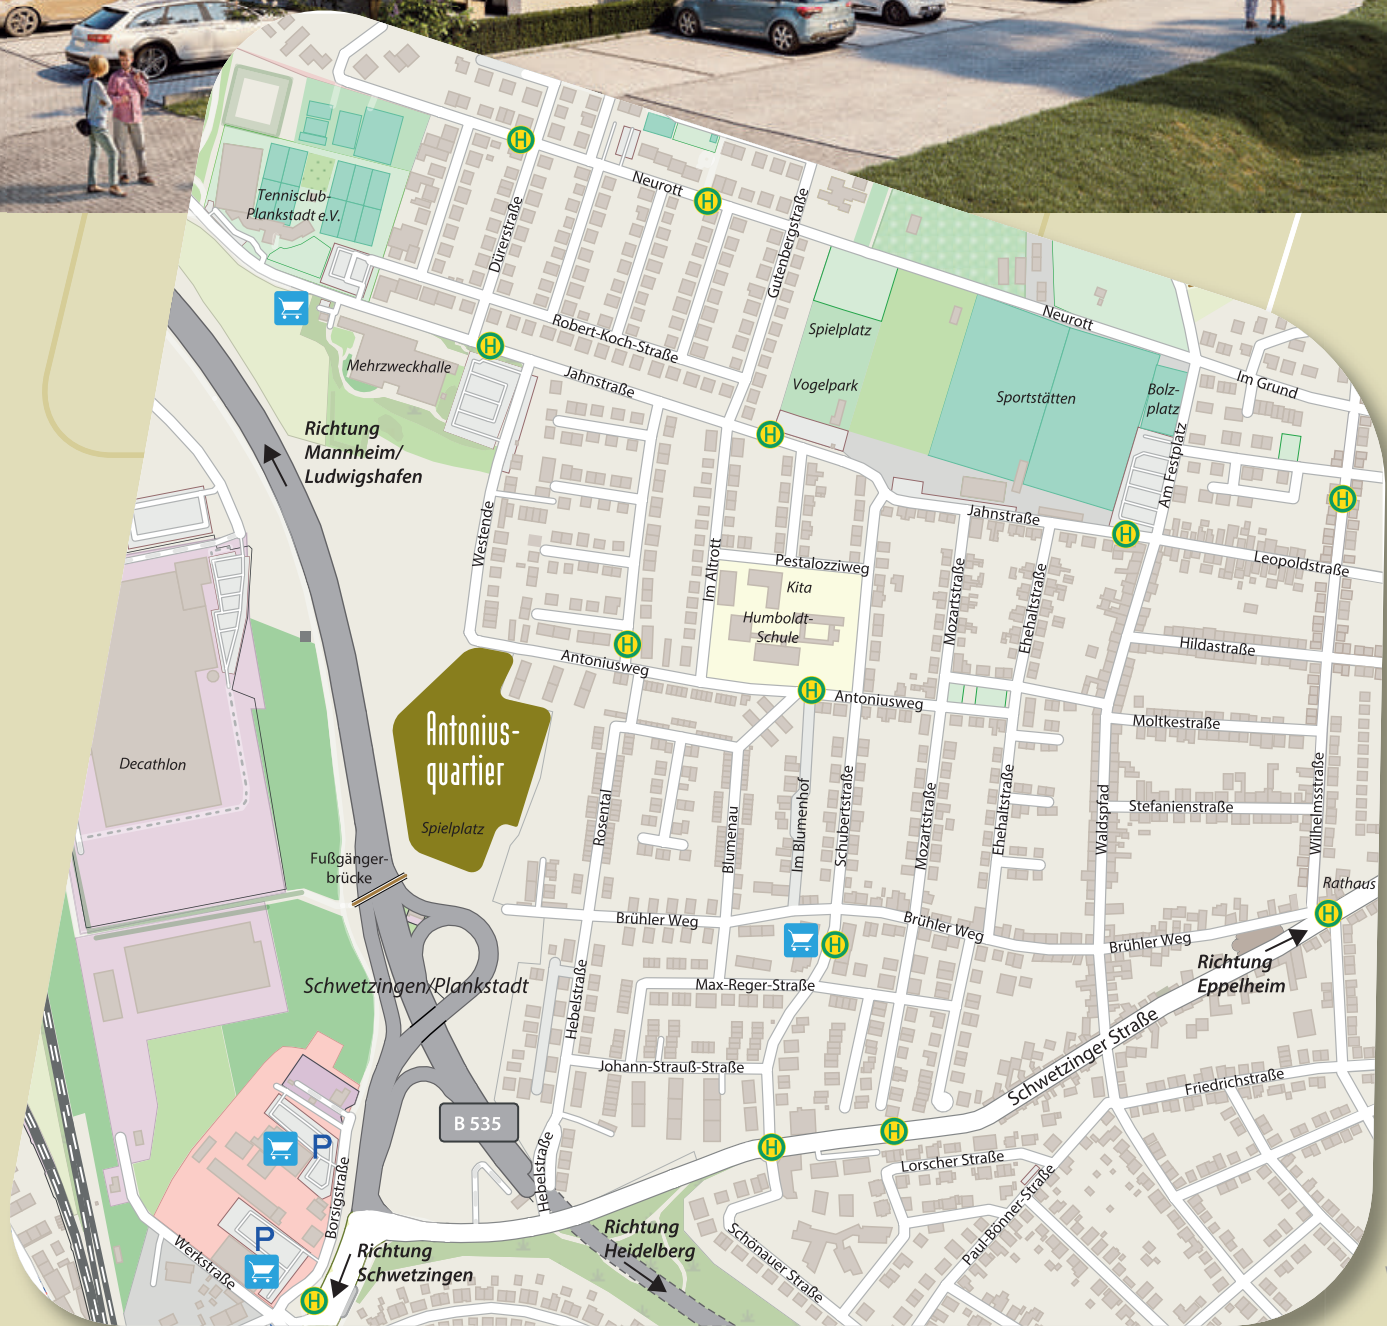 H
Neurott
H
Tennisclub-
Plankstadt e.V.
Dürerstraße
Gutenbergstraße
Spielplatz
Neurott
Robert-Koch-Straße
H
Mehrzweckhalle
Jahnstraße
Vogelpark
Sportstätten
Bolz-
platz
Im Grund
Richtung
Mannheim/
Ludwigshafen
H
Am Festplatz
H
Westende
Jahnstraße
H
Leopoldstraße
Im Altrott
Pestalozziweg
Kita
Humboldt-
Schule
Mozartstraße
Ehehaltstraße
Hildastraße
H
Antoniusweg
H
Antoniusweg
Moltkestraße
Antonius-
quartier
Spielplatz
Decathlon
Rosental
Blumenau
Im Blumenhof
Schubertstraße
Mozartstraße
Ehehaltstraße
Waldspfad
Stefanienstraße
Wilhelmsstraße
Fußgänger-
brücke
Rathaus
H
Brühler Weg
Brühler Weg
Brühler Weg
H
Richtung
Eppelheim
Schwetzingen/Plankstadt
Hebelstraße
Max-Reger-Straße
Johann-Strauß-Straße
Schwetzinger Straße
Friedrichstraße
B 535
H
H
P
Borsigstraße
Hebelstraße
Lorscher Straße
Paul-Bönner-Straße
Schönauer Straße
Richtung
Heidelberg
P
Werkstraße
Richtung
Schwetzingen
H